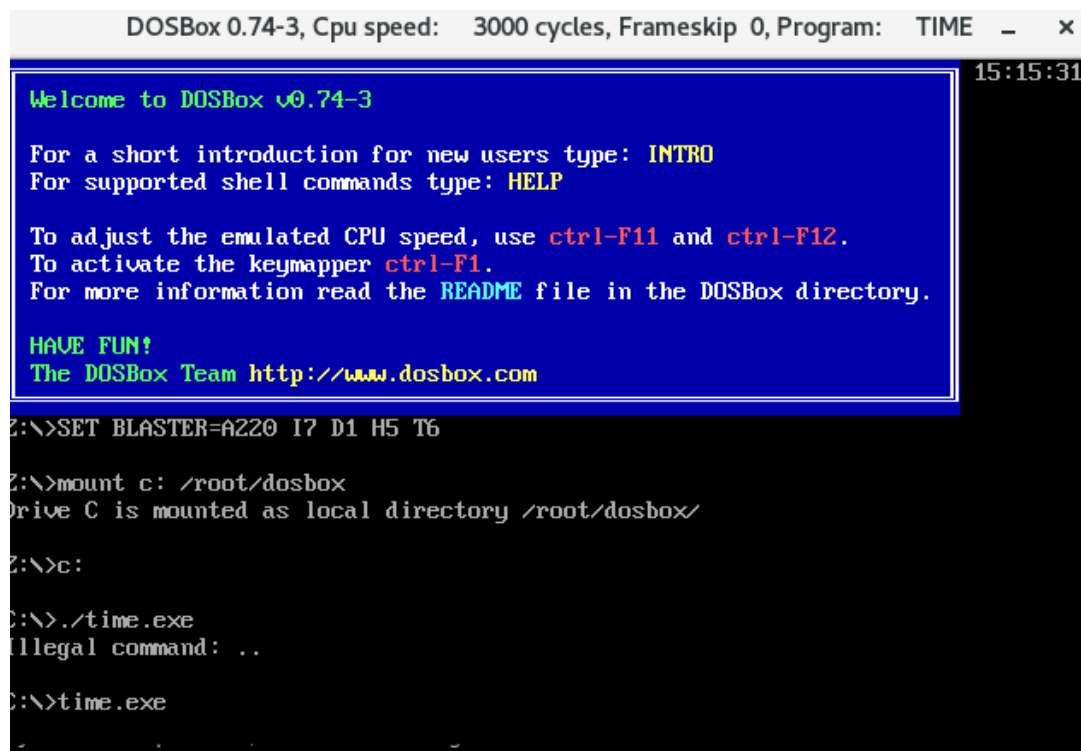 DOSBox 0.74-3, Cpu speed: 3000 cycles, Frameskip 0, Program: TIME
15:15:31
Welcome to DOSBox v0.74-3
For a short introduction for new users type: INTRO
For supported shell commands type: HELP
To adjust the emulated CPU speed, use ctrl-F11 and ctrl-F12.
To activate the keymapper ctrl-F1.
For more information read the README file in the DOSBox directory.
HAVE FUN!
The DOSBox Team http://www.dosbox.com
Z:\>SET BLASTER=A220 I7 D1 H5 T6
Z:\>mount c: /root/dosbox
Drive C is mounted as local directory /root/dosbox/
Z:\>c:
C:\>./time.exe
Illegal command: ..
C:\>time.exe